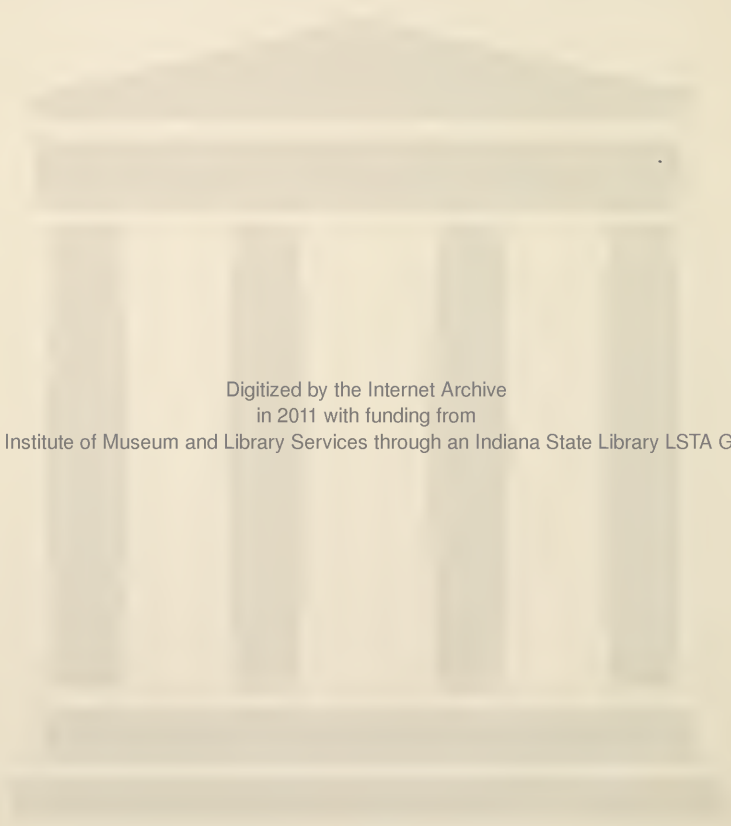 Digitized by the Internet Archive
in 2011 with funding from
Institute of Museum and Library Services through an Indiana State Library LSTA G